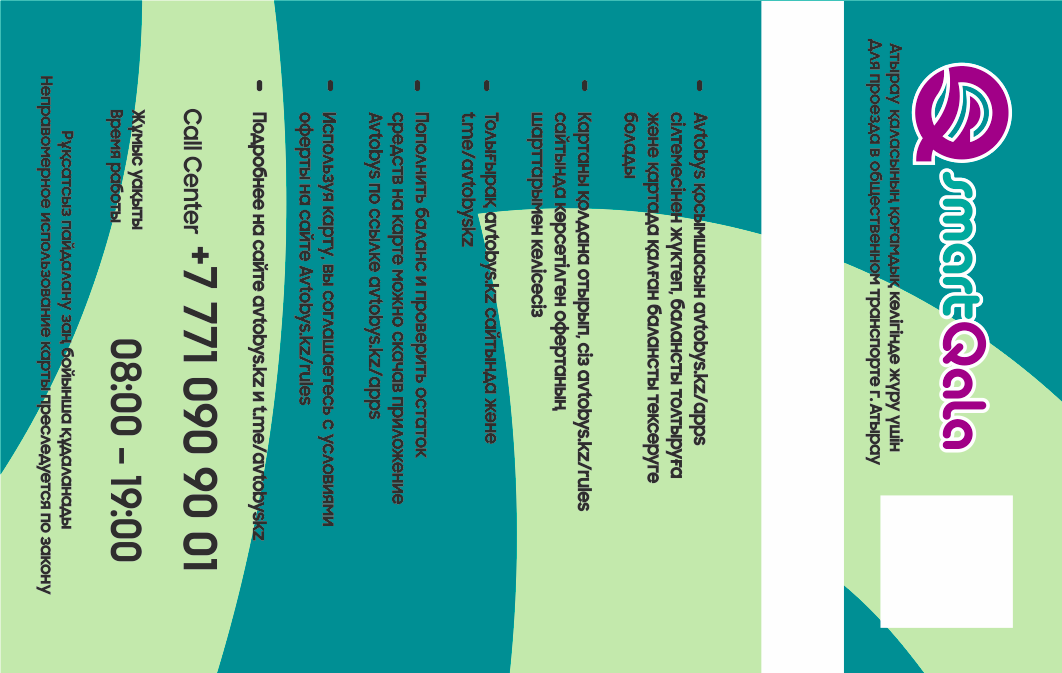 smartQala
Атырау қаласының қоғамдық көлігінде жүру үшін
Для проезда в общественном транспорте г. Атырау
Avtobys қосымшасын avtobys.kz/apps
сілтемесінен жүктеп, балансты толтыруға
және қартада қалған балансты тексеруге
болады
Картаны қолдана отырып, сіз avtobys.kz/rules
сайтында көрсетілген офертаның
шарттарымен келісесіз
Толығырақ avtobys.kz сайтында және
t.me/avtobyskz
Пополнить баланс и проверить остаток
средств на карте можно скачав приложение
Avtobys по ссылке avtobys.kz/apps
Используя карту, вы соглашаетесь с условиями
оферты на сайте Avtobys.kz/rules
Подробнее на сайте avtobys.kz и t.me/avtobyskz
Call Center +7 771 090 90 01
Жұмыс уақыты
Время работы
08:00 – 19:00
Рұқсатсыз пайдалану заң бойынша қудаланады
Неправомерное использование карты преследуется по закону